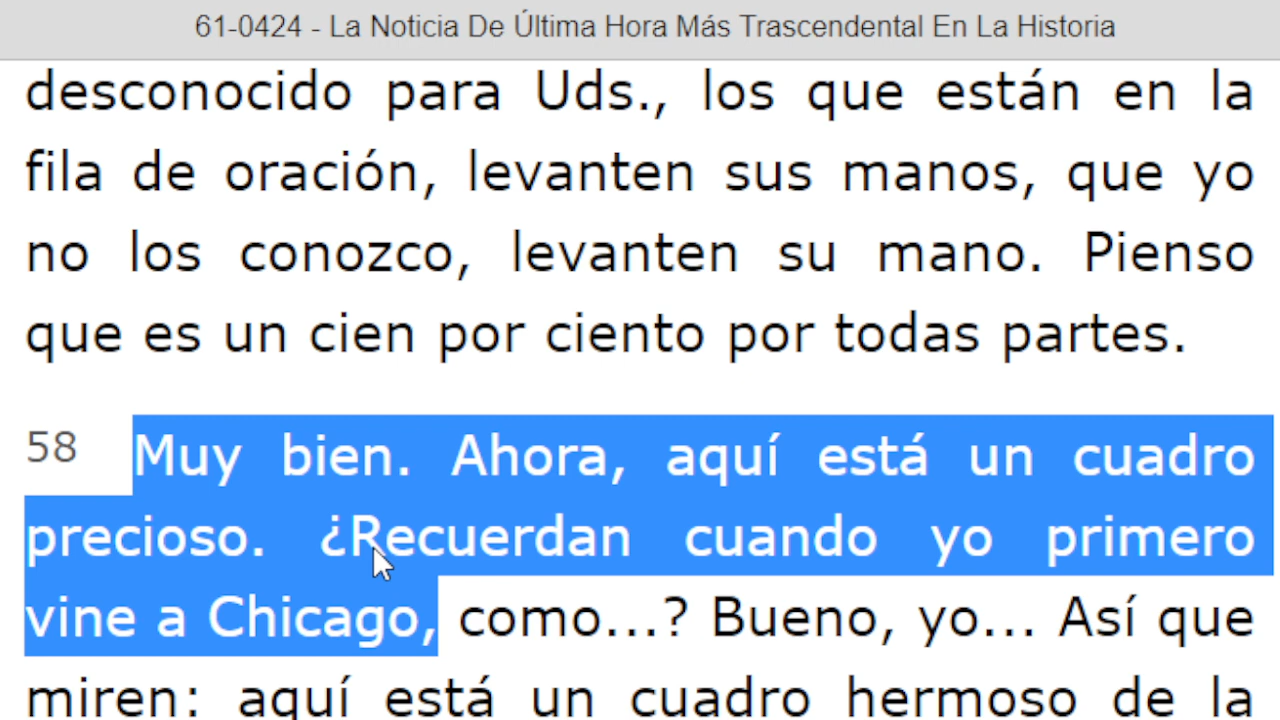 61-0424 - La Noticia De Última Hora Más Trascendental En La Historia
desconocido para Uds., los que están en la
fila de oración, levanten sus manos, que yo
no los conozco, levanten su mano. Pienso
que es un cien por ciento por todas partes.
58 Muy bien. Ahora, aquí está un cuadro
precioso. ¿Recuerdan cuando yo primero
vine a Chicago, como...? Bueno, yo... Así que
miren: aquí está un cuadro hermoso de la